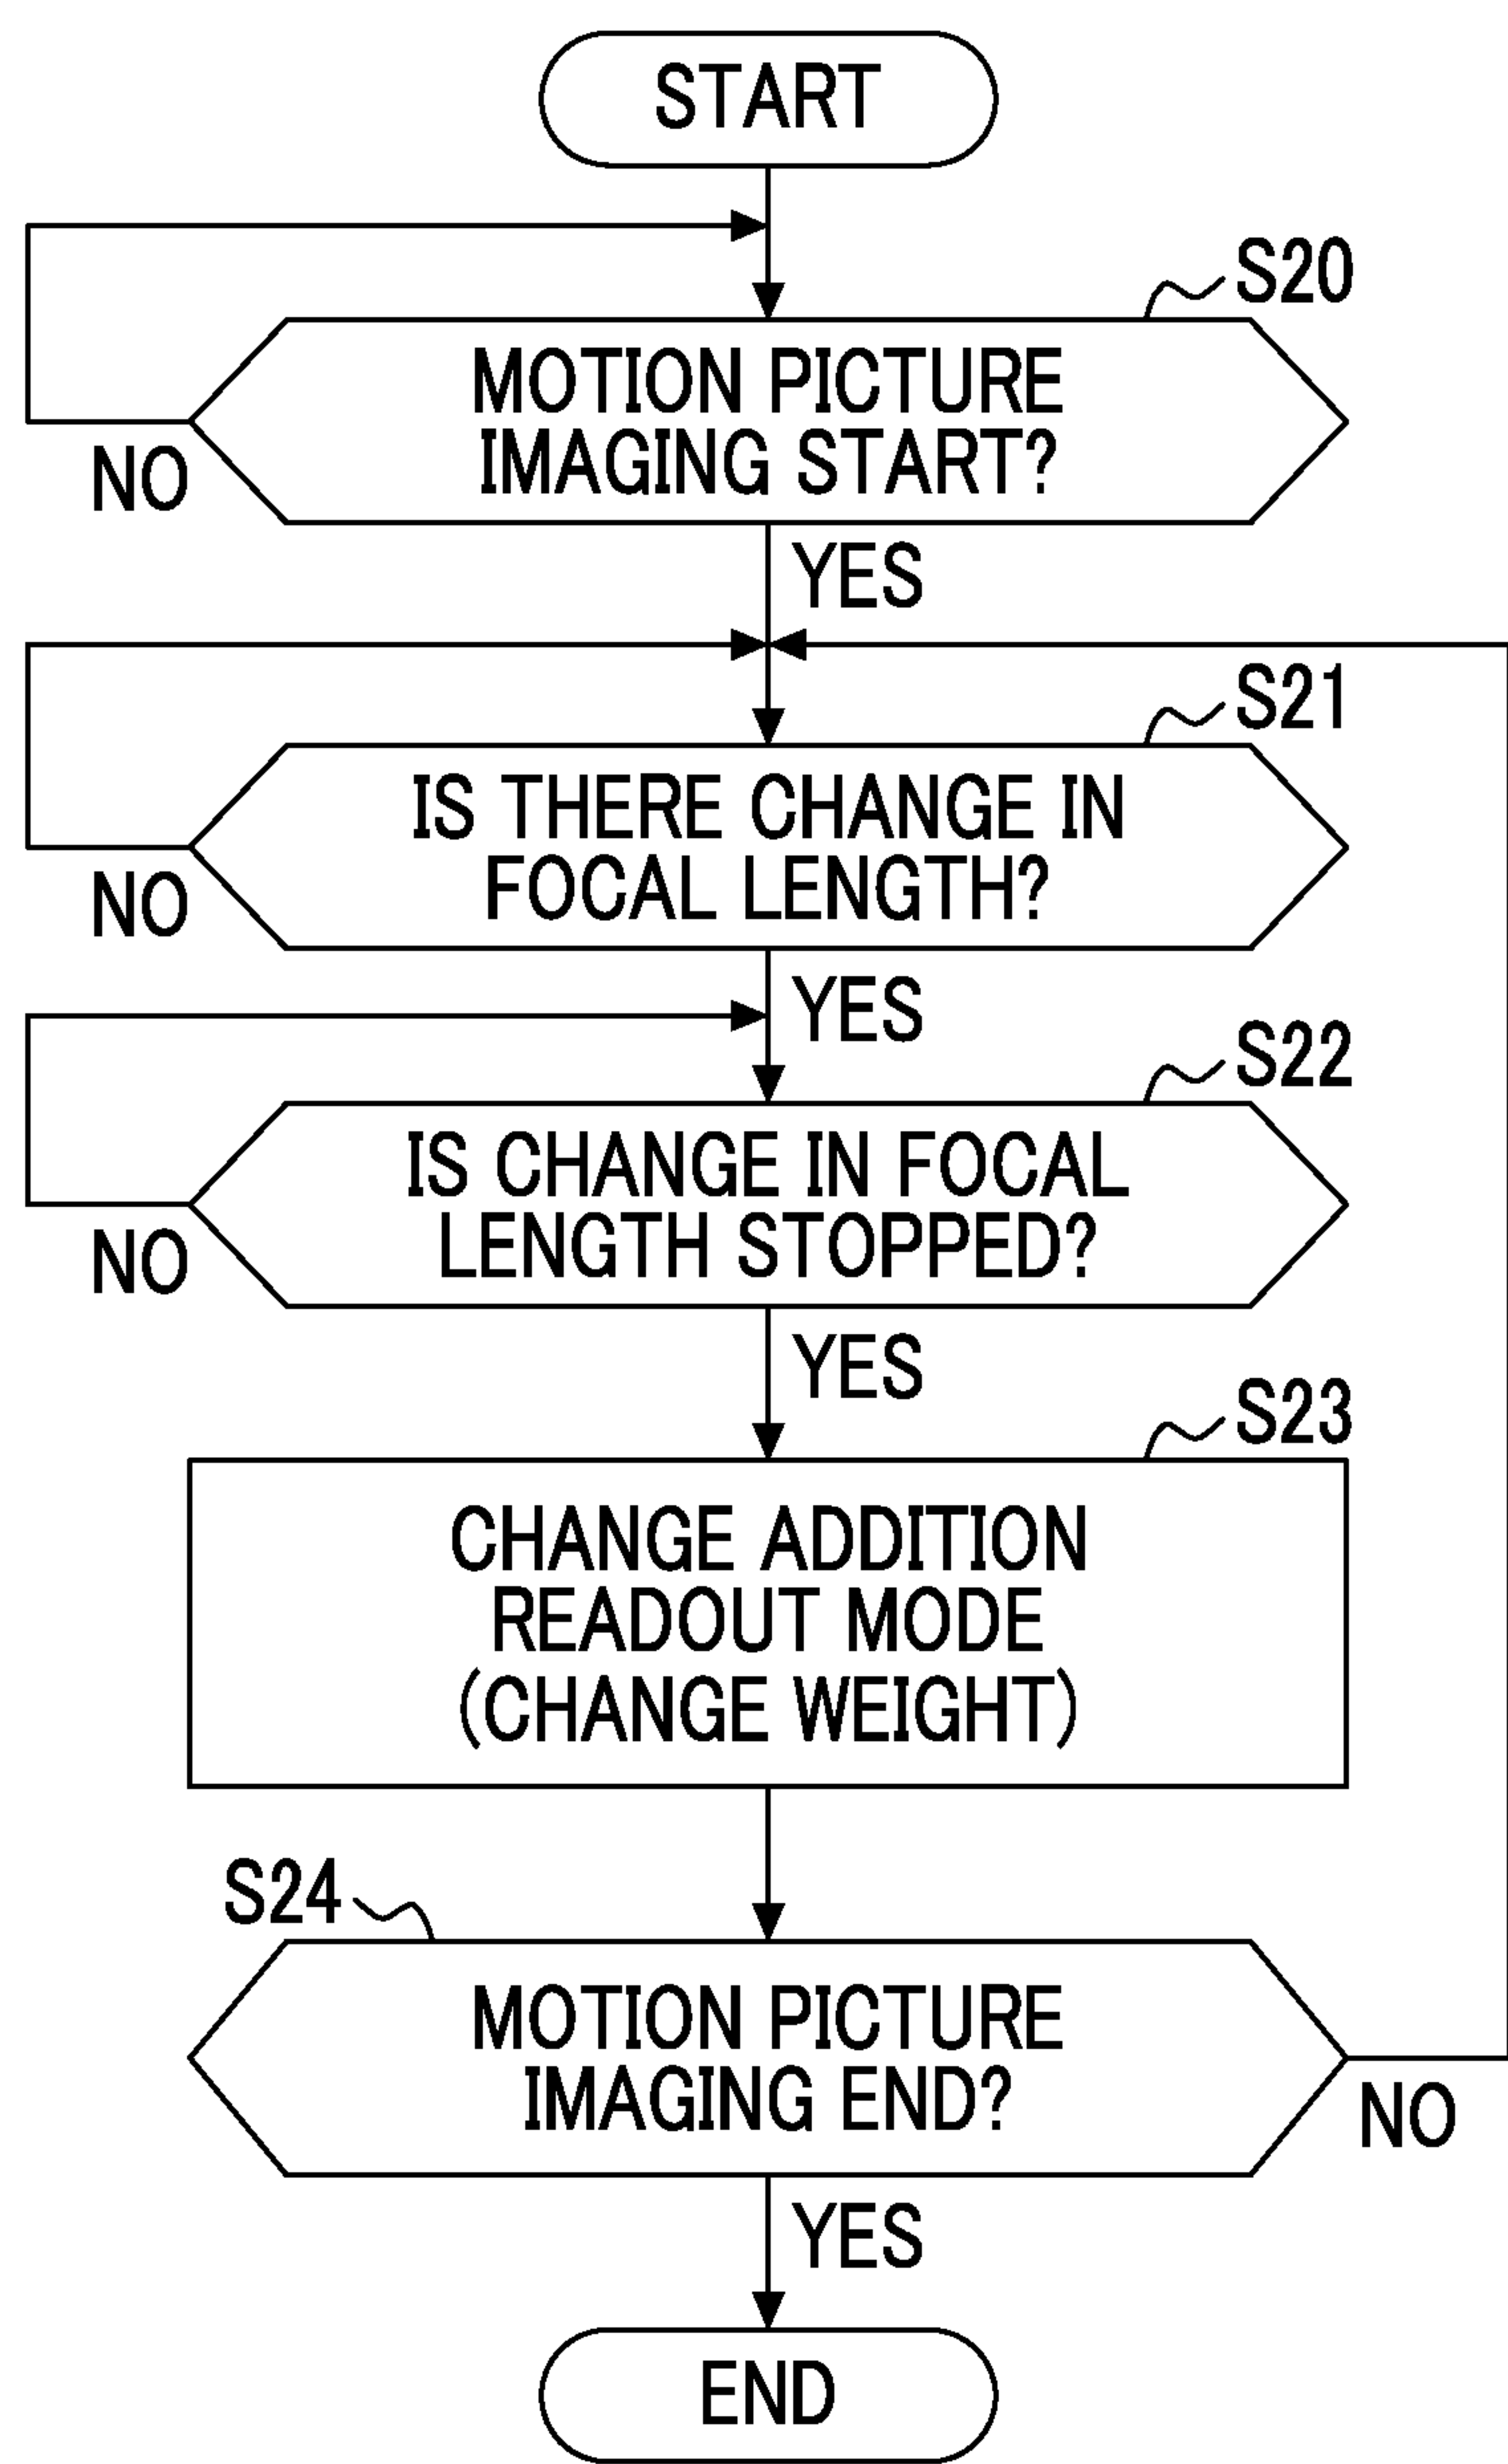 START
S20
MOTION PICTURE
IMAGING START?
NO
YES
S21
IS THERE CHANGE IN
FOCAL LENGTH?
NO
YES
S22
IS CHANGE IN FOCAL
LENGTH STOPPED?
NO
YES
S23
CHANGE ADDITION
READOUT MODE
(CHANGE WEIGHT)
S24
MOTION PICTURE
IMAGING END?
NO
YES
END